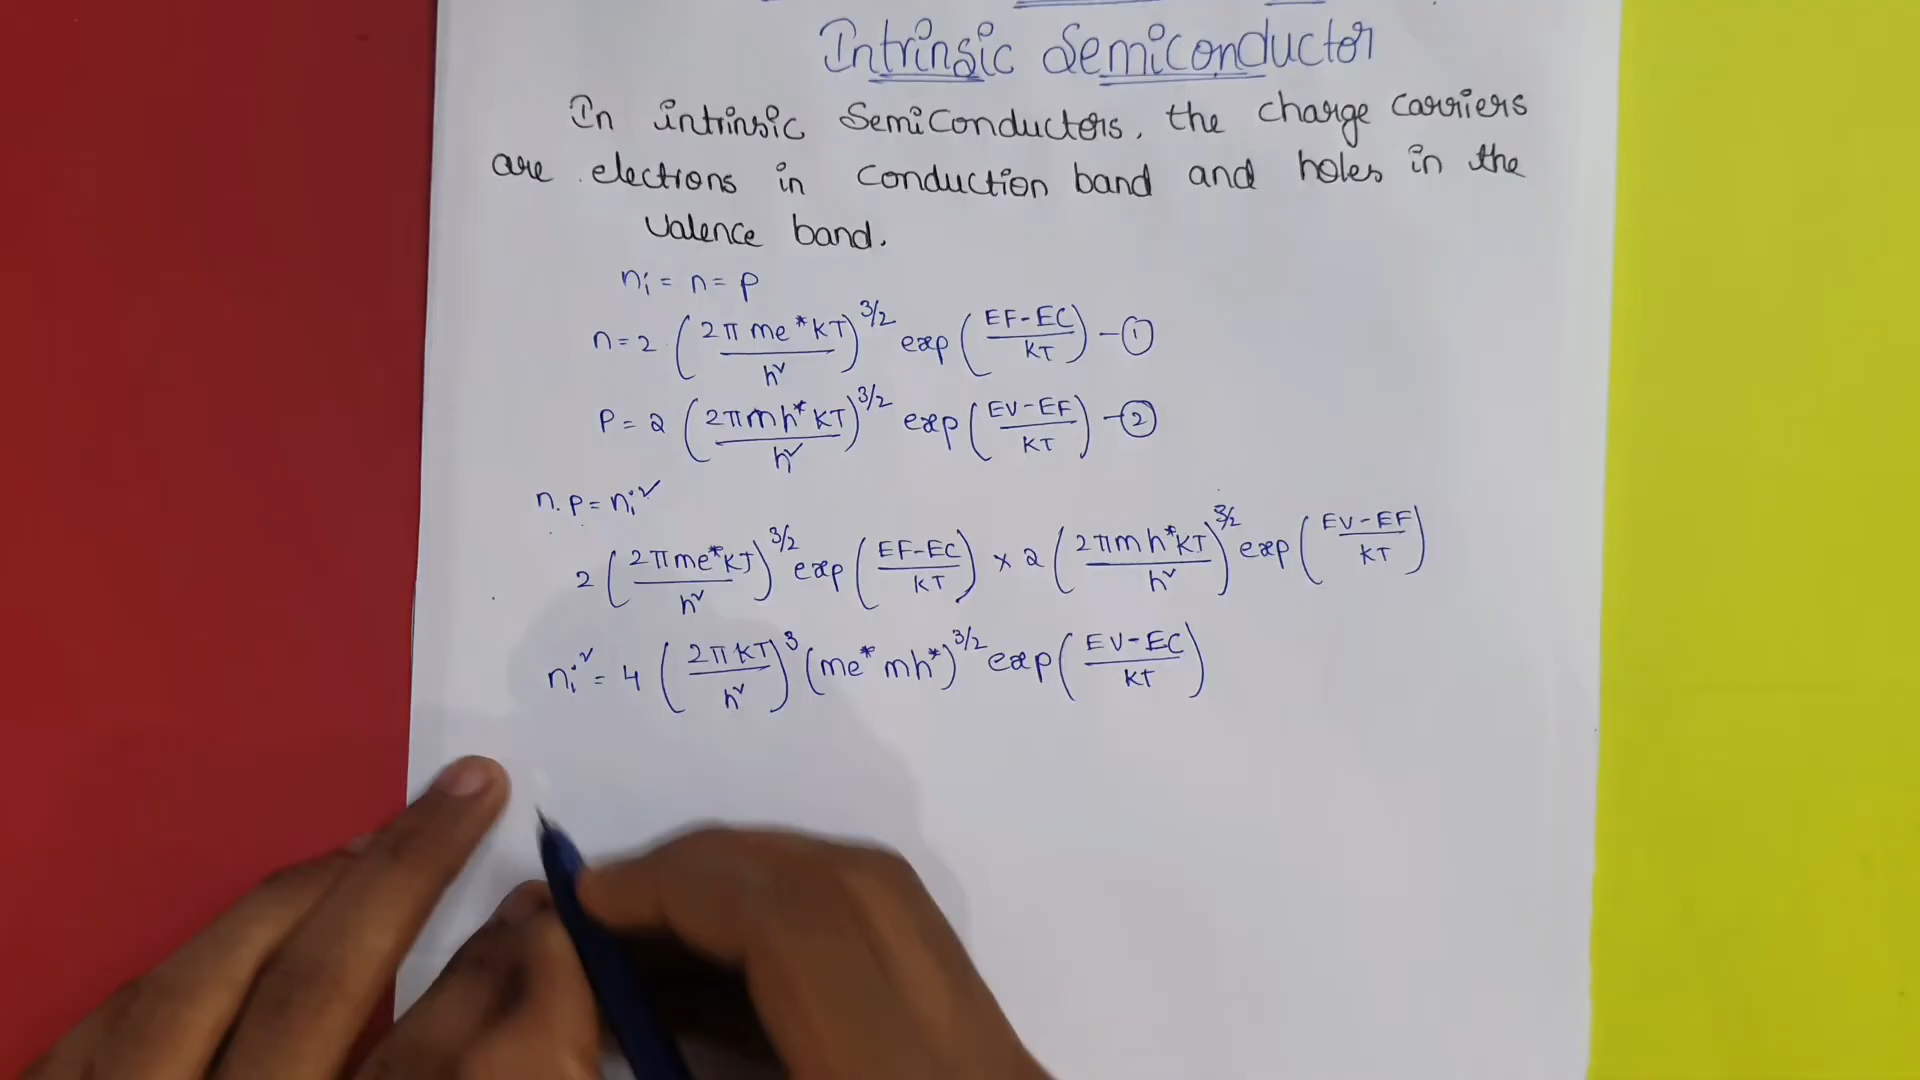 Intrinsic Semiconductor
In intrinsic Semiconductors, the charge carriers
are electrons in conduction band and holes in the
Valence band.
ni = n = p
n = 2 (2π me* KT / h²)^3/2 exp (EF-EC / KT) - ①
P = 2 (2π mh* KT / h²)^3/2 exp (EV-EF / KT) - ②
n.p = ni²
2 (2π me* KT / h²)^3/2 exp (EF-EC / KT) × 2 (2π mh* KT / h²)^3/2 exp (EV-EF / KT)
ni² = 4 (2π KT / h²)^3 (me* mh*)^3/2 exp (EV-EC / KT)